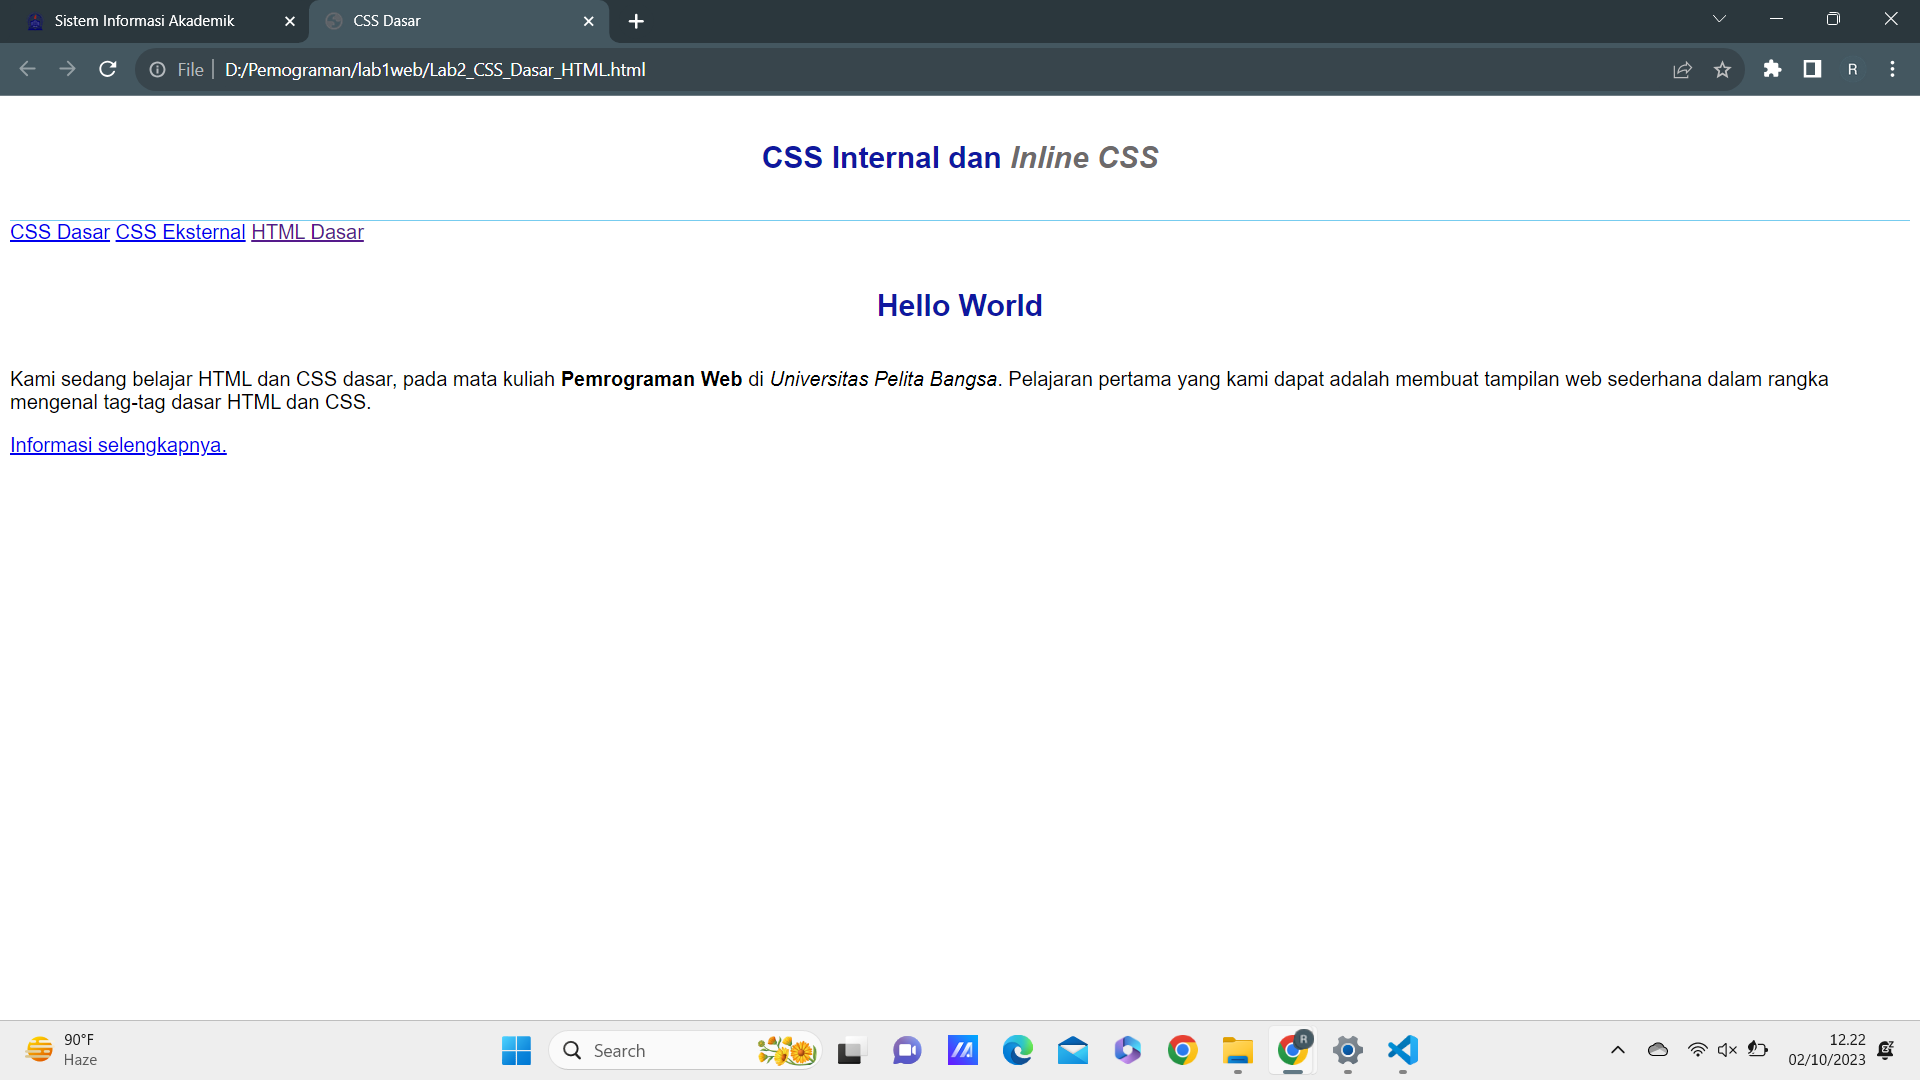 Sistem Informasi Akademik
CSS Dasar
File
D:/Pemograman/lab1web/Lab2_CSS_Dasar_HTML.html
R
CSS Internal dan Inline CSS
CSS Dasar CSS Eksternal HTML Dasar
Hello World
Kami sedang belajar HTML dan CSS dasar, pada mata kuliah Pemrograman Web di Universitas Pelita Bangsa. Pelajaran pertama yang kami dapat adalah membuat tampilan web sederhana dalam rangka
mengenal tag-tag dasar HTML dan CSS.
Informasi selengkapnya.
90°F
Haze
Search
R
12.22
02/10/2023